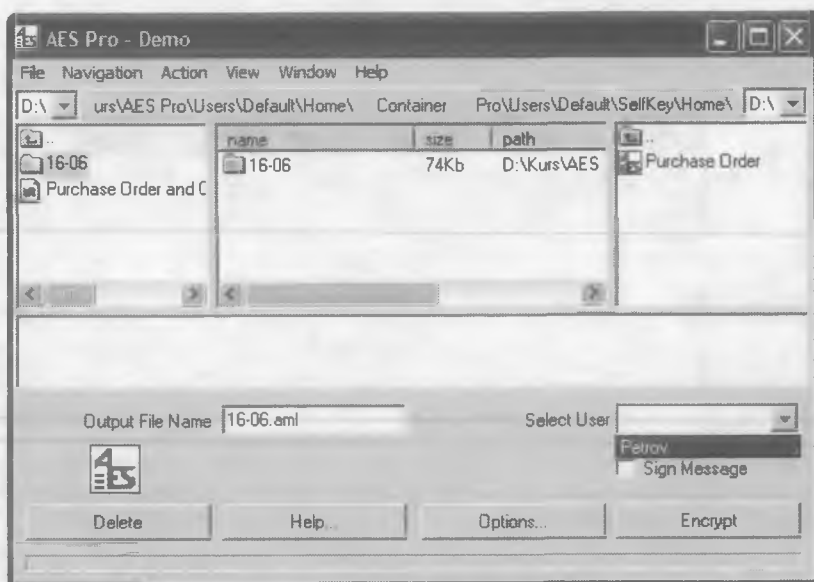 AES Pro - Demo
File Navigation Action View Window Help
D:\ urs\AES Pro\Users\Default\Home\ Container Pro\Users\Default\SelfKey\Home\ D:\
..
16-06
Purchase Order and C
name size path
16-06 74Kb D:\Kurs\AES
..
Purchase Order
Output File Name 16-06.aml Select User
Petrov
AES
Sign Message
Delete Help... Options... Encrypt